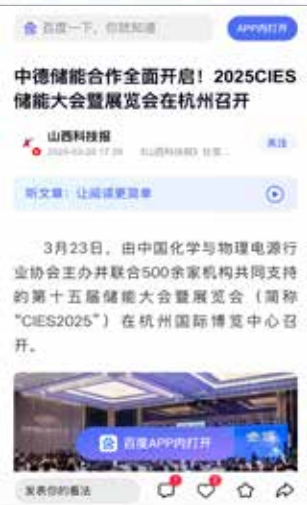 百度一下，你就知道
APP内打开
中德储能合作全面开启！2025CIES
储能大会暨展览会在杭州召开
山西科技报
关注
听文章：让阅读更简单
3月23日，由中国化学与物理电源行
业协会主办并联合500余家机构共同支持
的第十五届储能大会暨展览会（简称
“CIES2025”）在杭州国际博览中心召
开。
百度APP内打开
发表你的看法